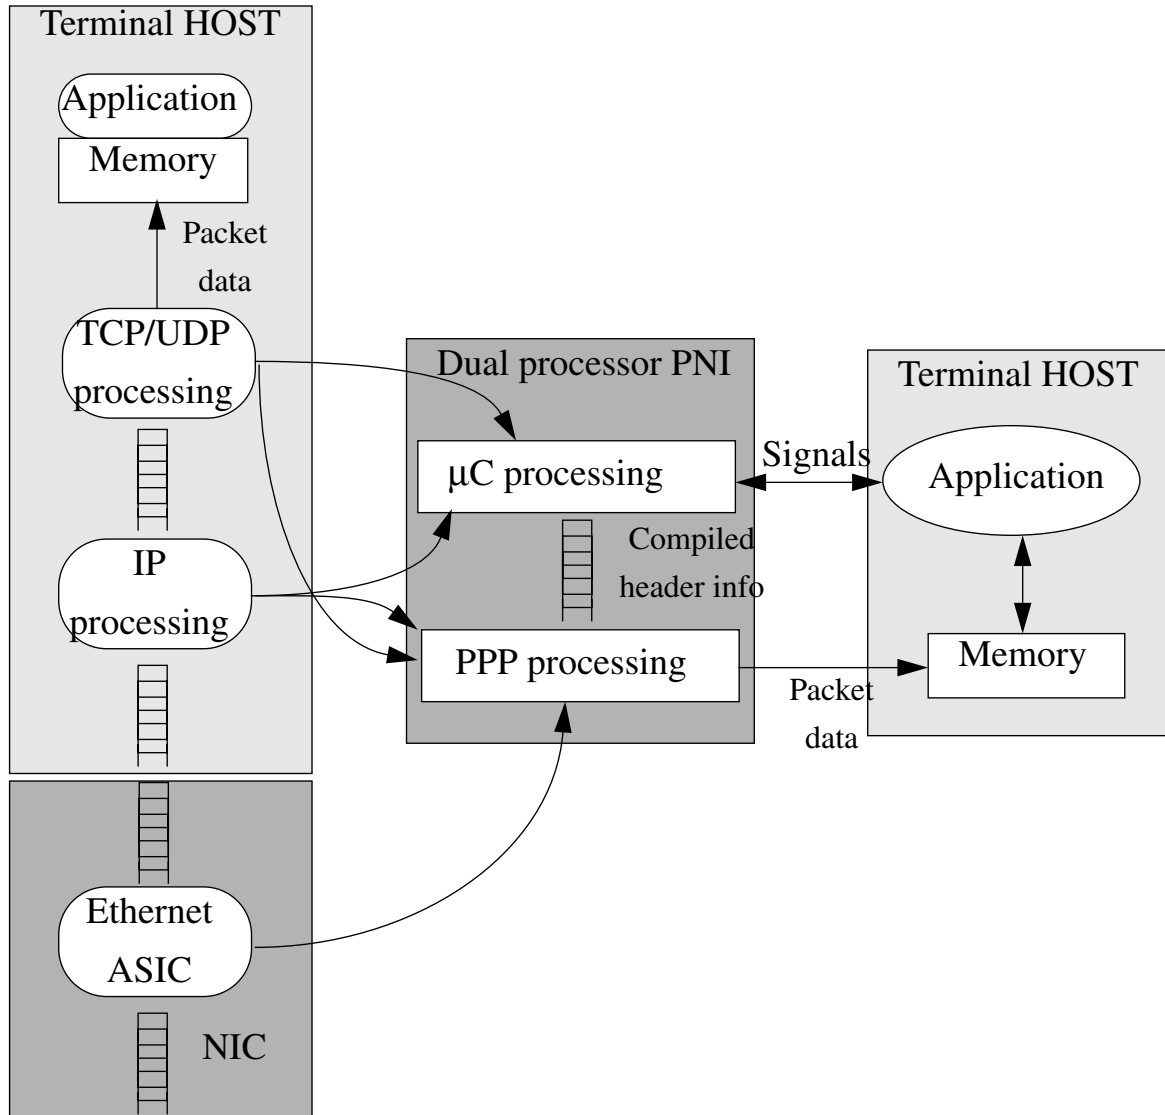 Terminal HOST
Application
Memory
Packet
data
TCP/UDP
processing
IP
processing
Ethernet
ASIC
NIC
Dual processor PNI
μC processing
Compiled
header info
PPP processing
Signals
Packet
data
Terminal HOST
Application
Memory